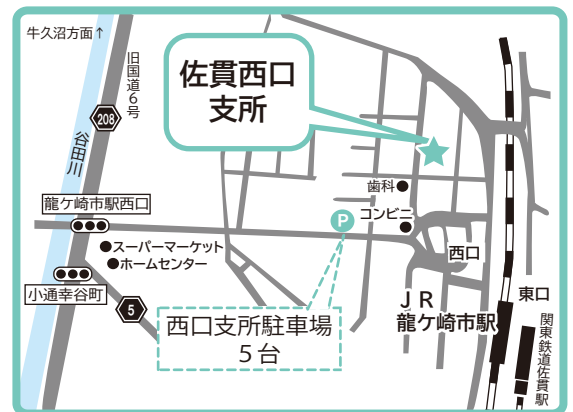 牛久沼方面↑
旧国道6号
208
谷田川
佐貫西口
支所
歯科
コンビニ
P
龍ケ崎市駅西口
スーパーマーケット
ホームセンター
小通幸谷町
5
西口
西口支所駐車場
5台
JR
龍ケ崎市駅
東口
関東鉄道佐貫駅